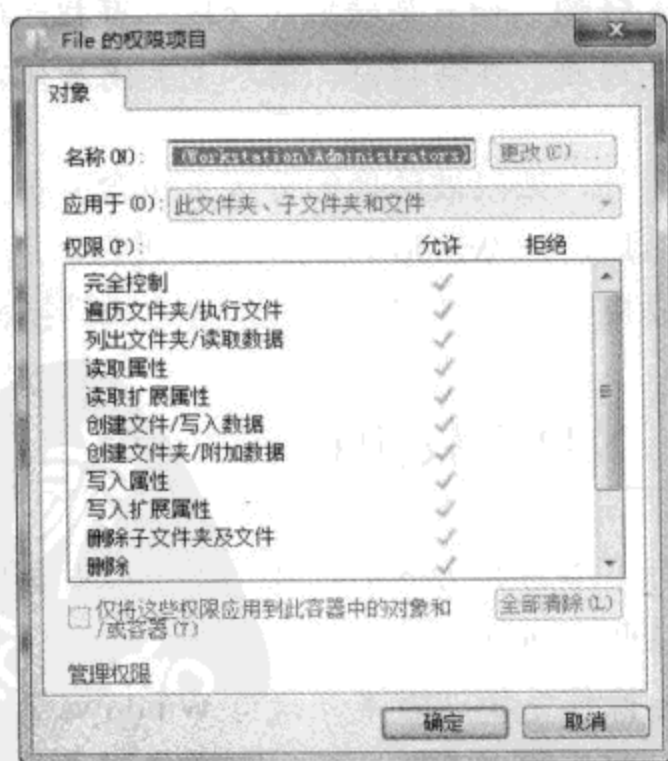 File 的权限项目
对象
名称(N): (Workstation\Administrators) 更改(C)...
应用于(O): 此文件夹、子文件夹和文件
权限(P): 允许 拒绝
完全控制
遍历文件夹/执行文件
列出文件夹/读取数据
读取属性
读取扩展属性
创建文件/写入数据
创建文件夹/附加数据
写入属性
写入扩展属性
删除子文件夹及文件
删除
仅将这些权限应用到此容器中的对象和
/或容器(T)
全部清除(L)
管理权限
确定 取消